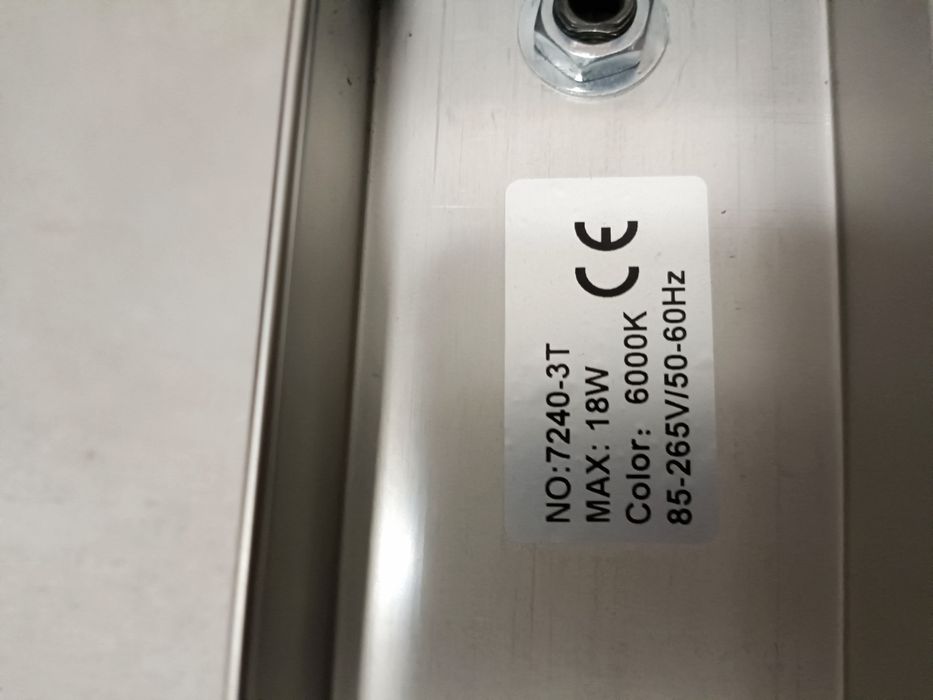 NO:7240-3T
MAX: 18W
Color: 6000K CE
85-265V/50-60Hz